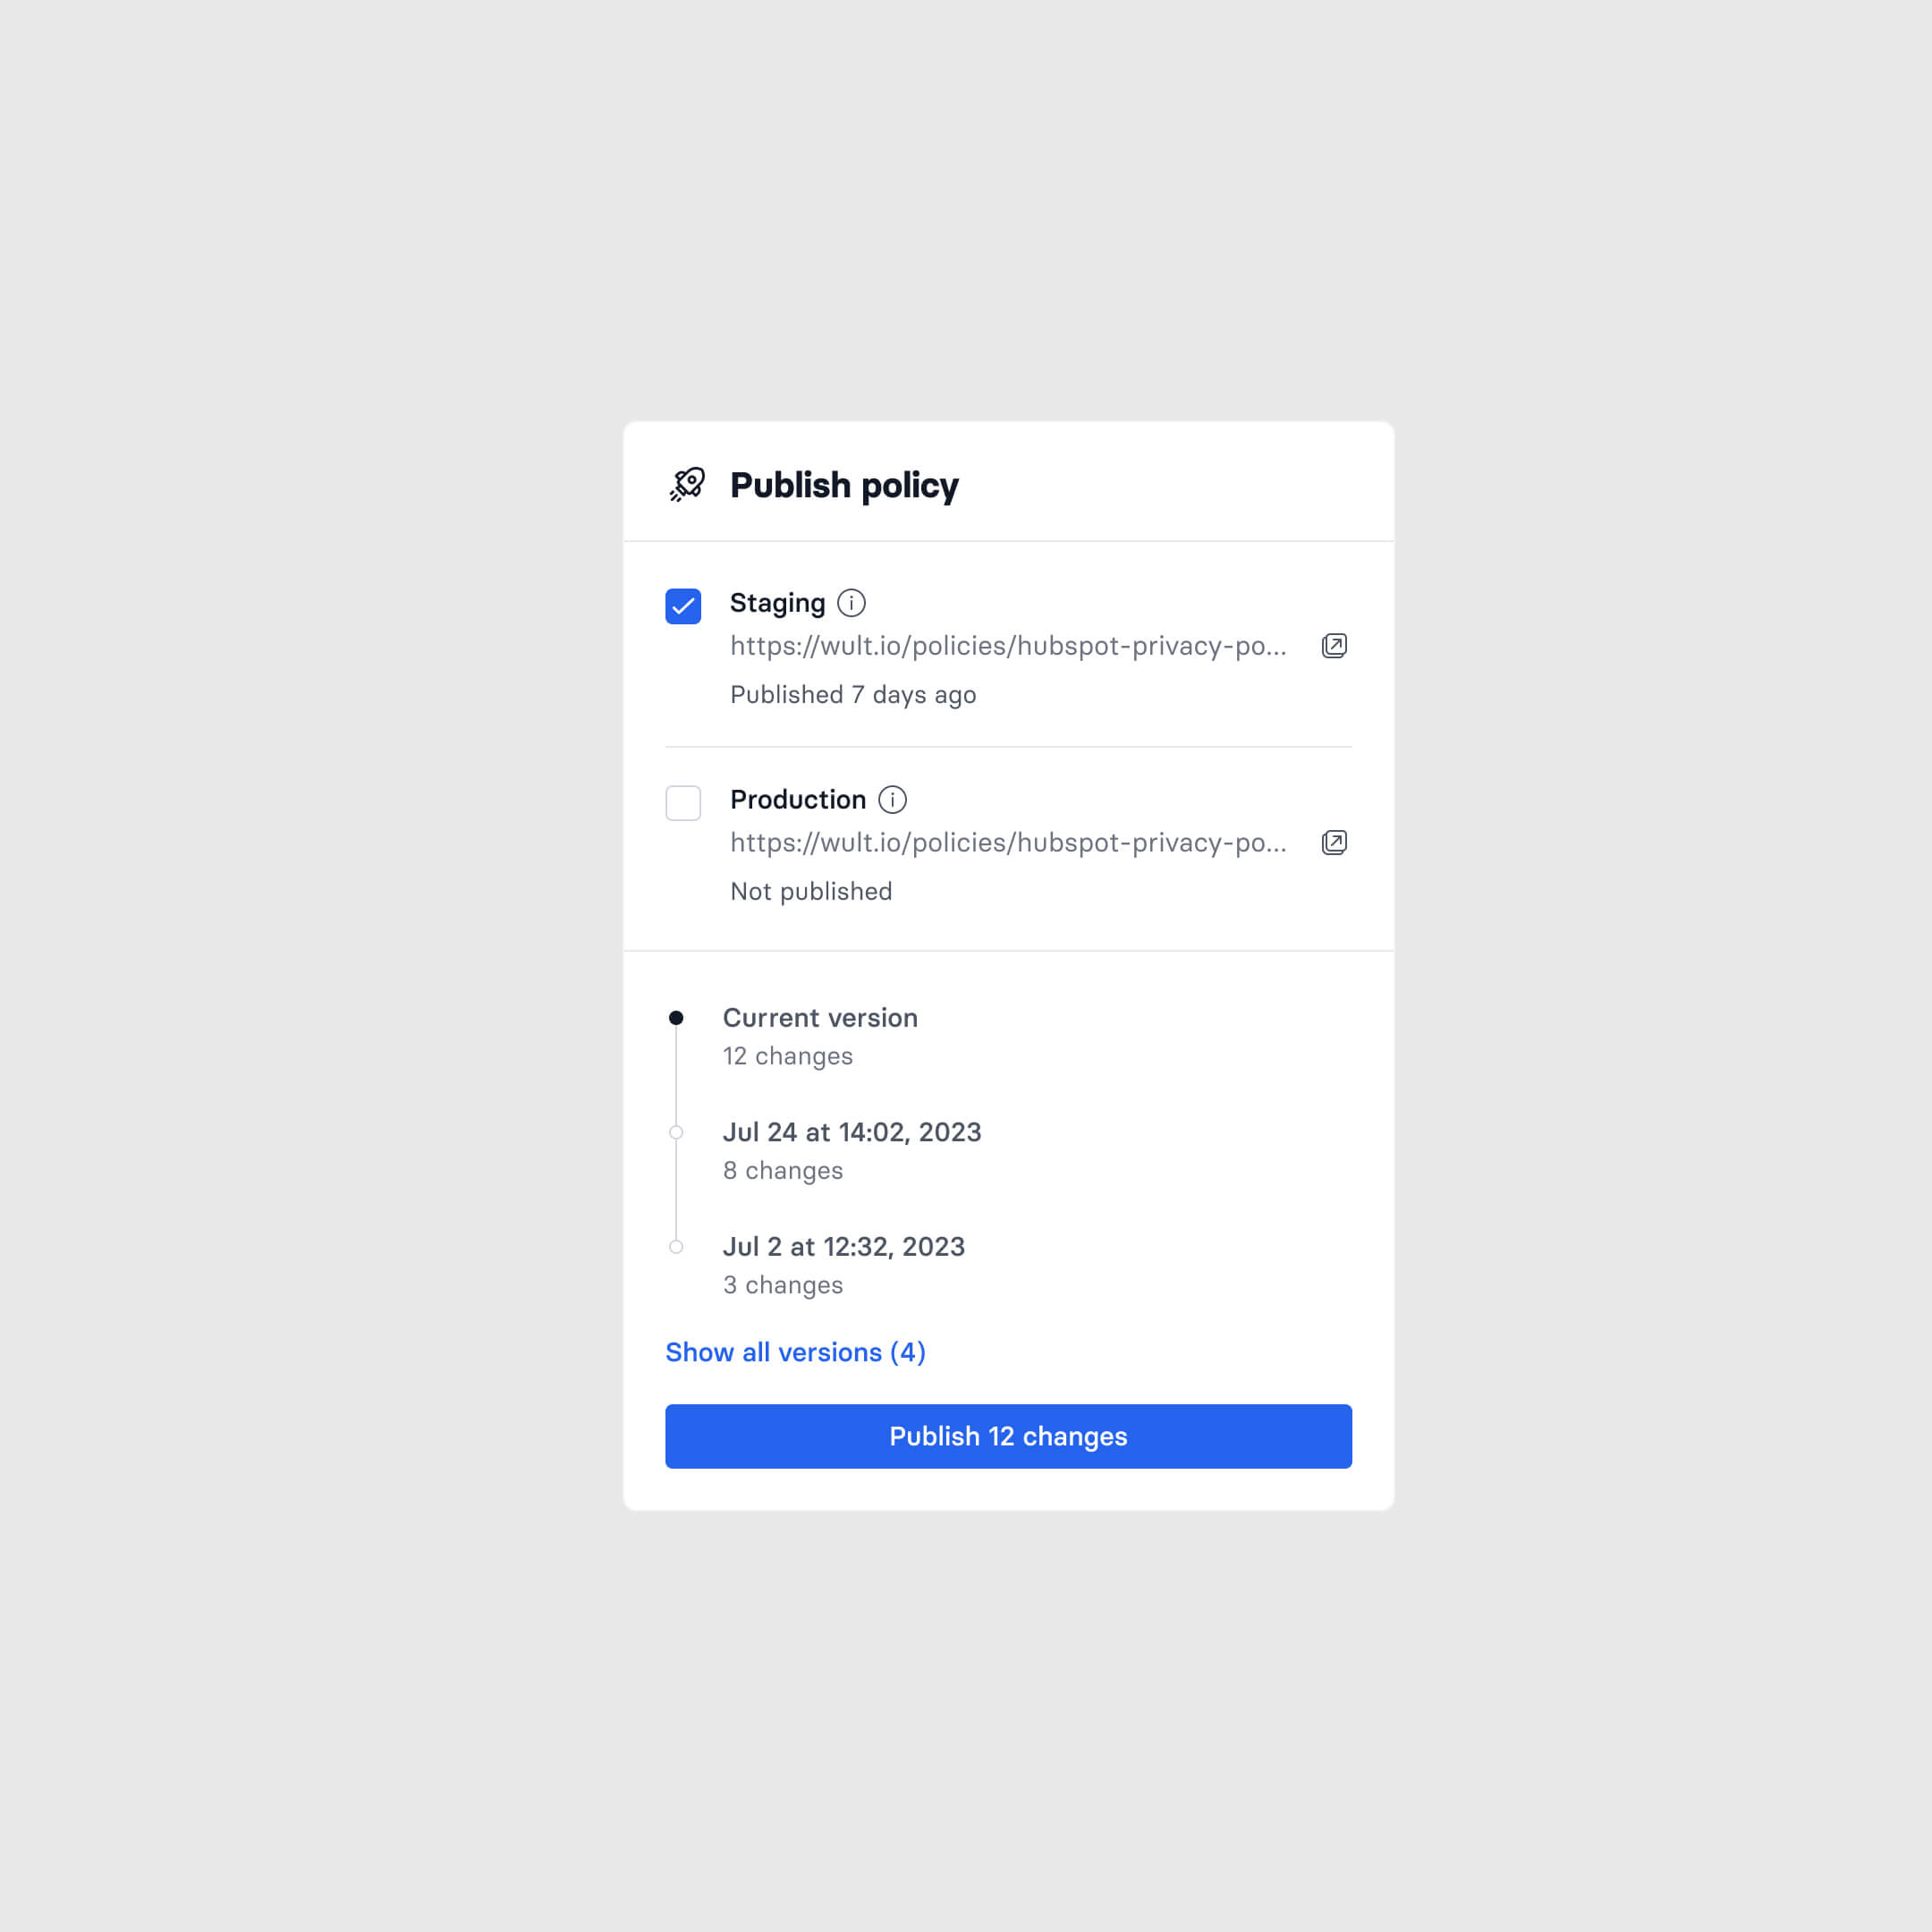 Publish policy
Staging
https://wult.io/policies/hubspot-privacy-po...
Published 7 days ago
Production
https://wult.io/policies/hubspot-privacy-po...
Not published
Current version
12 changes
Jul 24 at 14:02, 2023
8 changes
Jul 2 at 12:32, 2023
3 changes
Show all versions (4)
Publish 12 changes